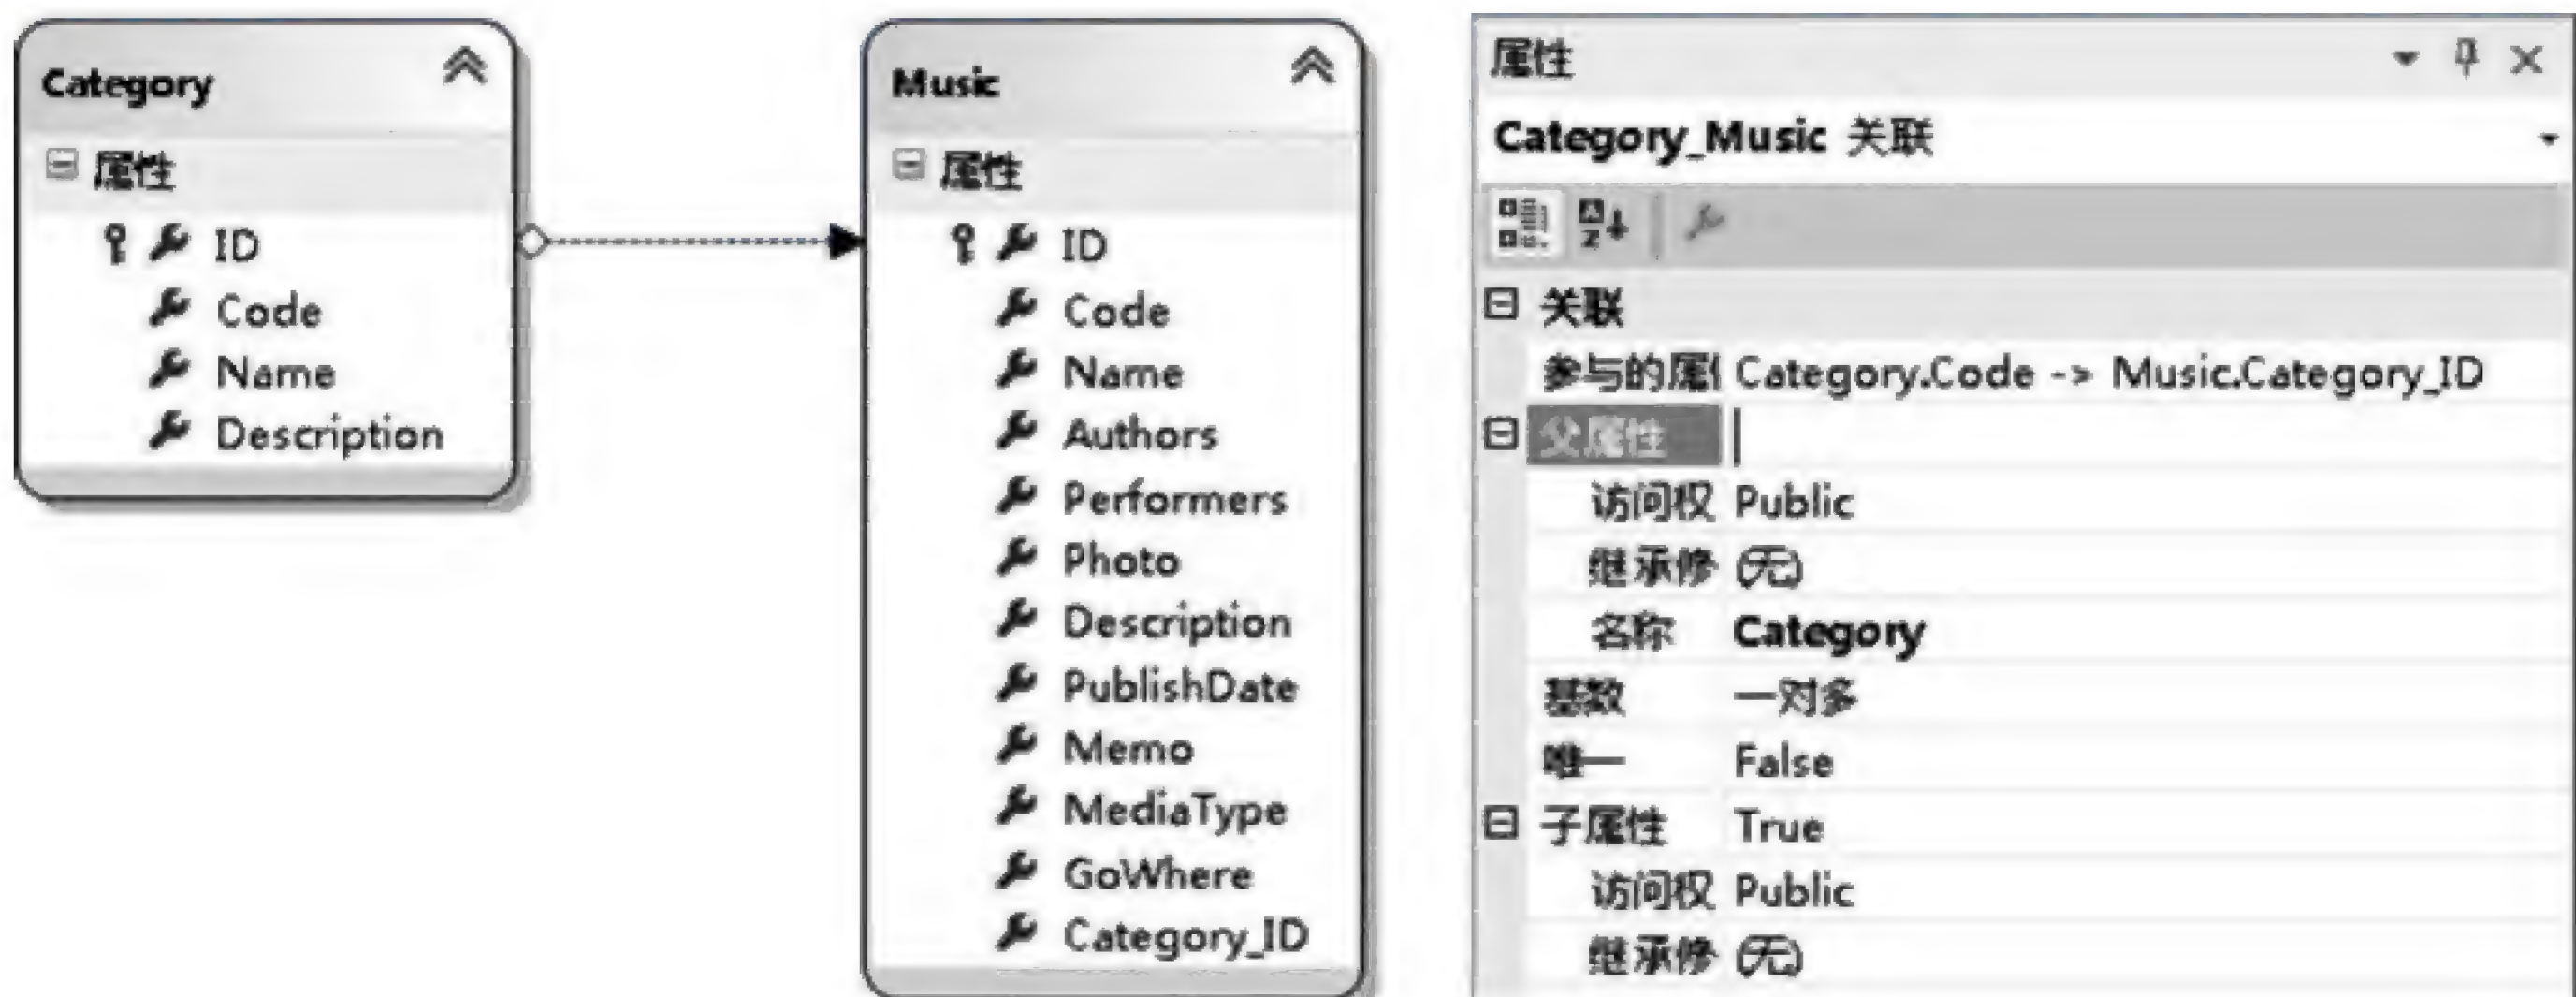 Category
属性
ID
Code
Name
Description
Music
属性
ID
Code
Name
Authors
Performers
Photo
Description
PublishDate
Memo
MediaType
GoWhere
Category_ID
属性
Category_Music 关联
关联
参与的属 Category.Code -> Music.Category_ID
父属性
访问权 Public
继承修 (无)
名称 Category
基数 一对多
唯一 False
子属性 True
访问权 Public
继承修 (无)